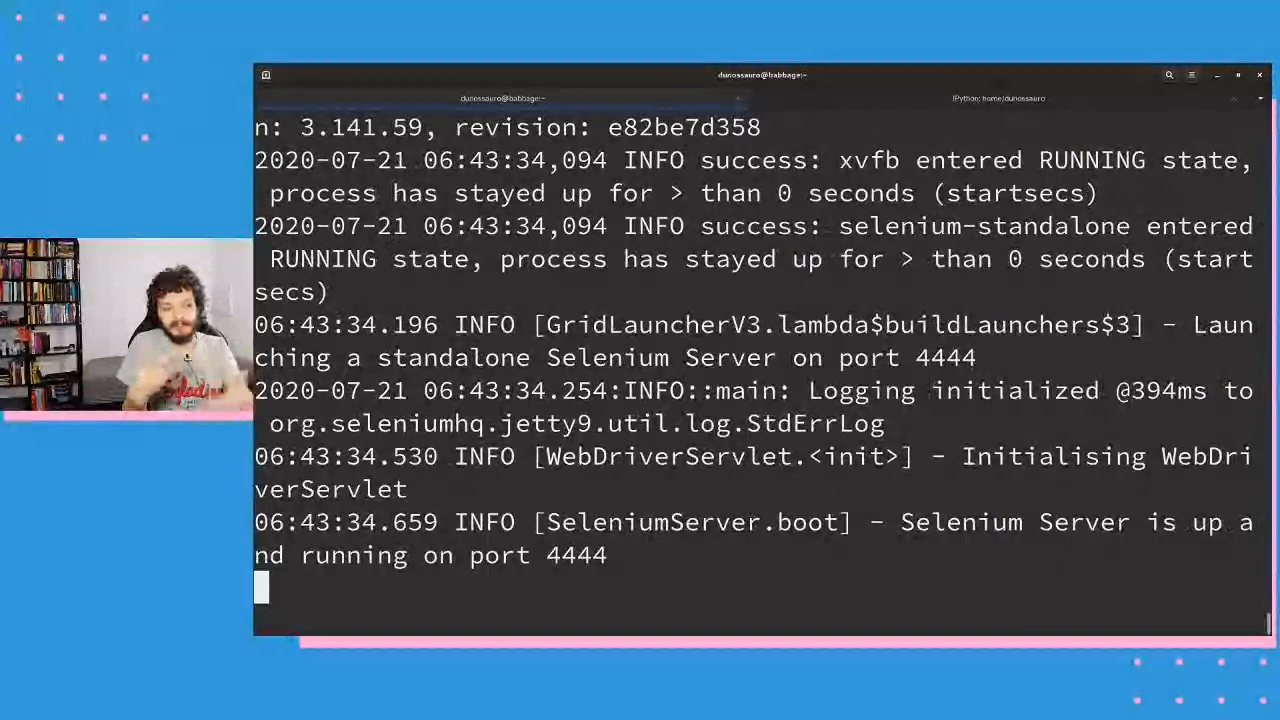 dunossauro@babbage:~
dunossauro@babbage:~
IPython: home/dunossauro
n: 3.141.59, revision: e82be7d358
2020-07-21 06:43:34,094 INFO success: xvfb entered RUNNING state,
process has stayed up for > than 0 seconds (startsecs)
2020-07-21 06:43:34,094 INFO success: selenium-standalone entered
RUNNING state, process has stayed up for > than 0 seconds (start
secs)
06:43:34.196 INFO [GridLauncherV3.lambda$buildLaunchers$3] - Laun
ching a standalone Selenium Server on port 4444
2020-07-21 06:43:34.254:INFO::main: Logging initialized @394ms to
org.seleniumhq.jetty9.util.log.StdErrLog
06:43:34.530 INFO [WebDriverServlet.<init>] - Initialising WebDri
verServlet
06:43:34.659 INFO [SeleniumServer.boot] - Selenium Server is up a
nd running on port 4444